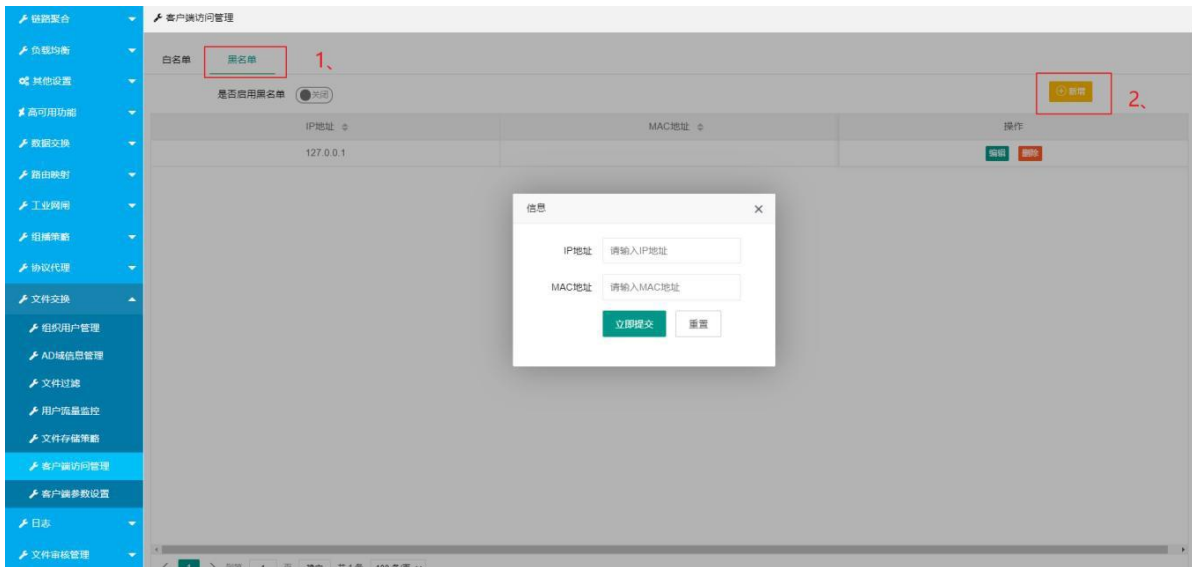 链路聚合
客户端访问管理
负载均衡
白名单
黑名单
1、
其他设置
是否启用黑名单
关闭
新增
2、
高可用功能
IP地址
MAC地址
操作
数据交换
127.0.0.1
编辑
删除
路由映射
工业网闸
信息
组播策略
IP地址
请输入IP地址
协议代理
MAC地址
请输入MAC地址
文件交换
立即提交
重置
组织用户管理
AD域信息管理
文件过滤
用户流量监控
文件存储策略
客户端访问管理
客户端参数设置
日志
文件审核管理